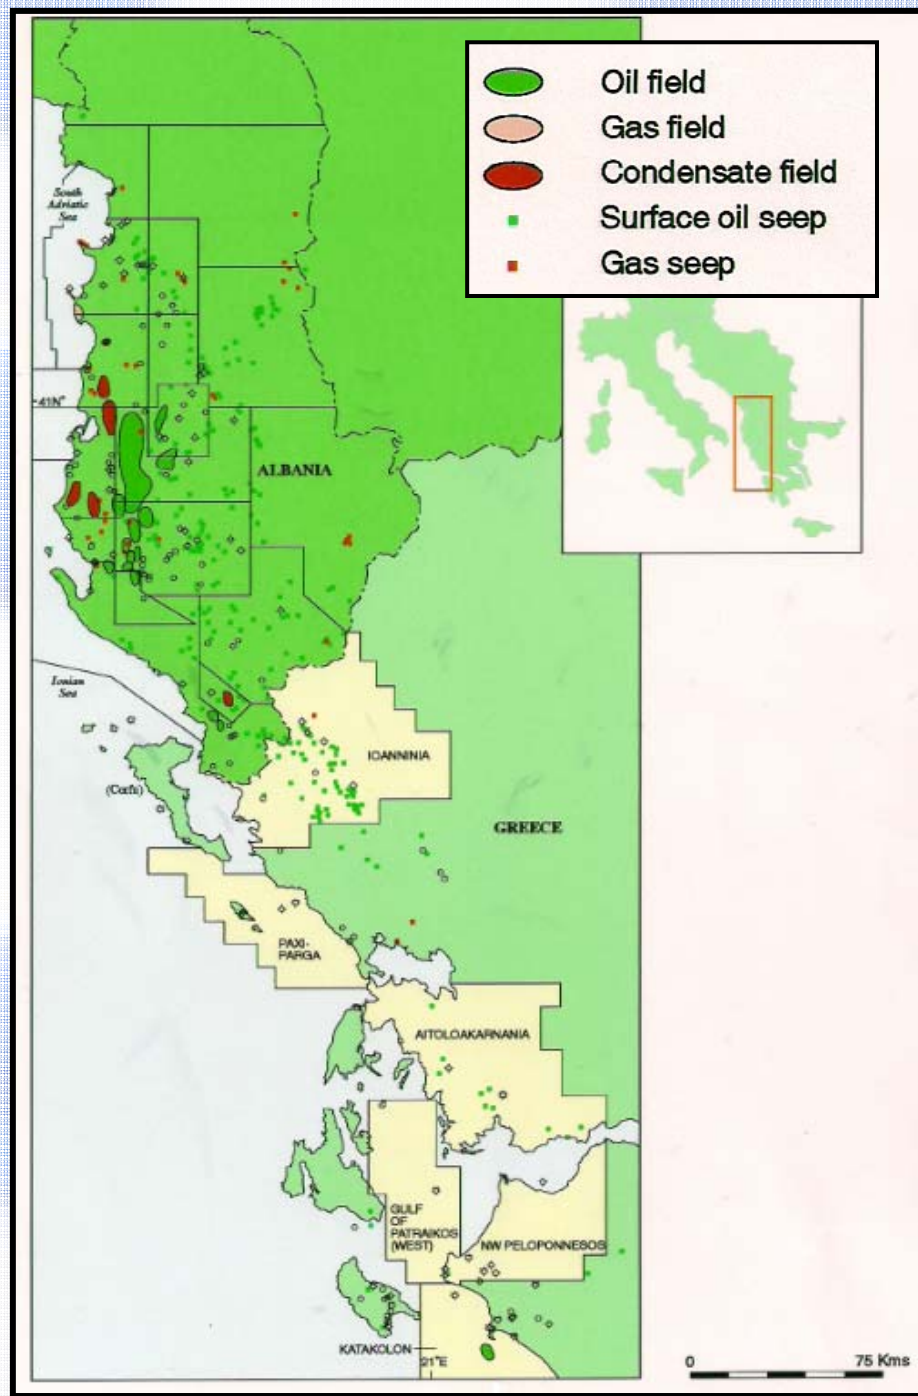 Oil field
Gas field
Condensate field
Surface oil seep
Gas seep
South
Adriatic
Sea
41N°
ALBANIA
Ionian
Sea
(Corfu)
IOANNINIA
GREECE
PAXI-
PARGA
AITOLOAKARNANIA
GULF
OF
PATRAIKOS
(WEST)
NW PELOPONNESOS
KATAKOLON
21°E
0 75 Kms